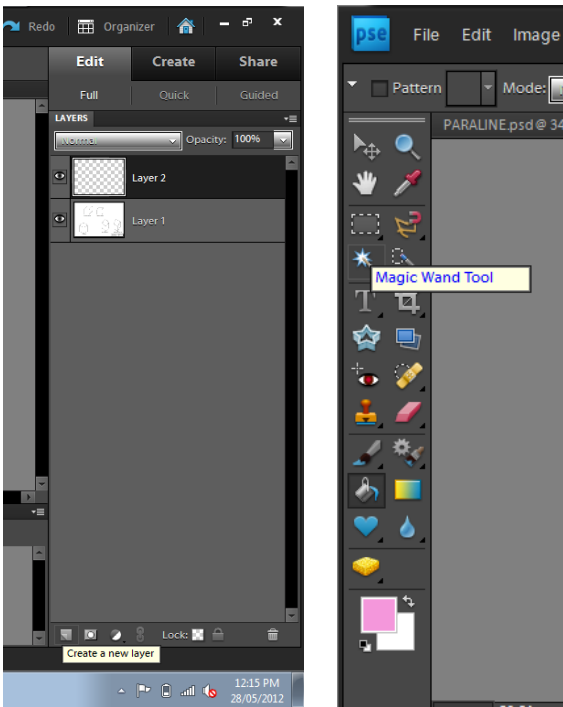 Redo
Organizer
Edit Create Share
Full Quick Guided
LAYERS
Normal Opacity: 100%
Layer 2
Layer 1
Lock:
Create a new layer
12:15 PM
28/05/2012
pse File Edit Image
Pattern Mode:
PARALINE.psd @ 34
Magic Wand Tool
T